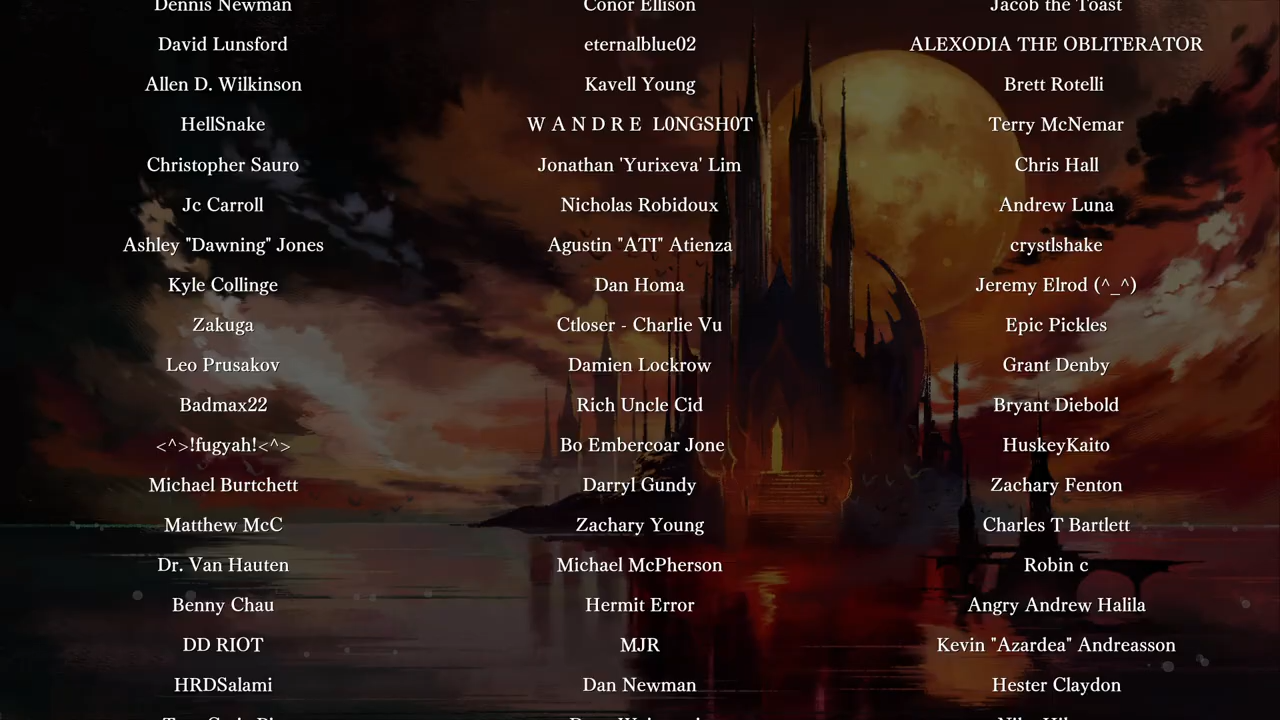 Dennis Newman Conor Ellison Jacob the Toast
David Lunsford eternalblue02 ALEXODIA THE OBLITERATOR
Allen D. Wilkinson Kavell Young Brett Rotelli
HellSnake W A N D R E L0NGSH0T Terry McNemar
Christopher Sauro Jonathan 'Yurixeva' Lim Chris Hall
Jc Carroll Nicholas Robidoux Andrew Luna
Ashley "Dawning" Jones Agustin "ATI" Atienza crystlshake
Kyle Collinge Dan Homa Jeremy Elrod (^_^)
Zakuga Ctloser - Charlie Vu Epic Pickles
Leo Prusakov Damien Lockrow Grant Denby
Badmax22 Rich Uncle Cid Bryant Diebold
<^>!fugyah!<^> Bo Embercoar Jone HuskeyKaito
Michael Burtchett Darryl Gundy Zachary Fenton
Matthew McC Zachary Young Charles T Bartlett
Dr. Van Hauten Michael McPherson Robin c
Benny Chau Hermit Error Angry Andrew Halila
DD RIOT MJR Kevin "Azardea" Andreasson
HRDSalami Dan Newman Hester Claydon